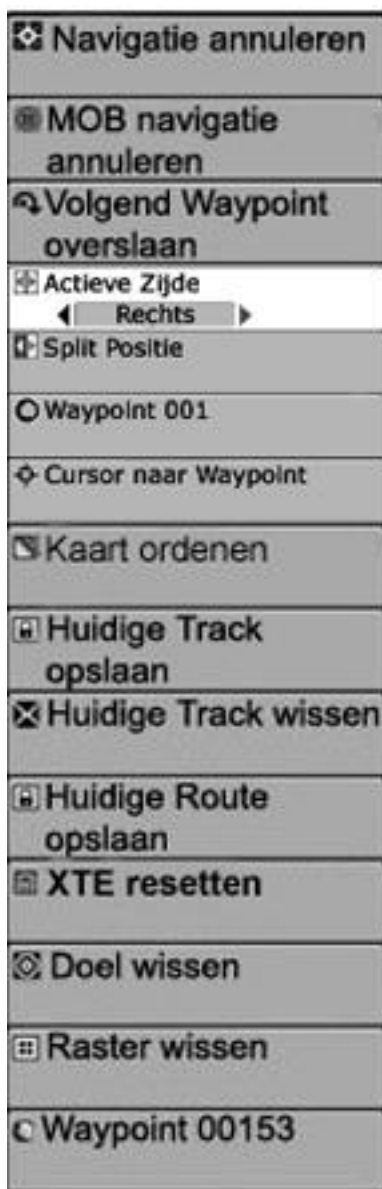 Navigatie annuleren
MOB navigatie
annuleren
Volgend Waypoint
overslaan
Actieve Zijde
Rechts
Split Positie
Waypoint 001
Cursor naar Waypoint
Kaart ordenen
Huidige Track
opslaan
Huidige Track wissen
Huidige Route
opslaan
XTE resetten
Doel wissen
Raster wissen
Waypoint 00153